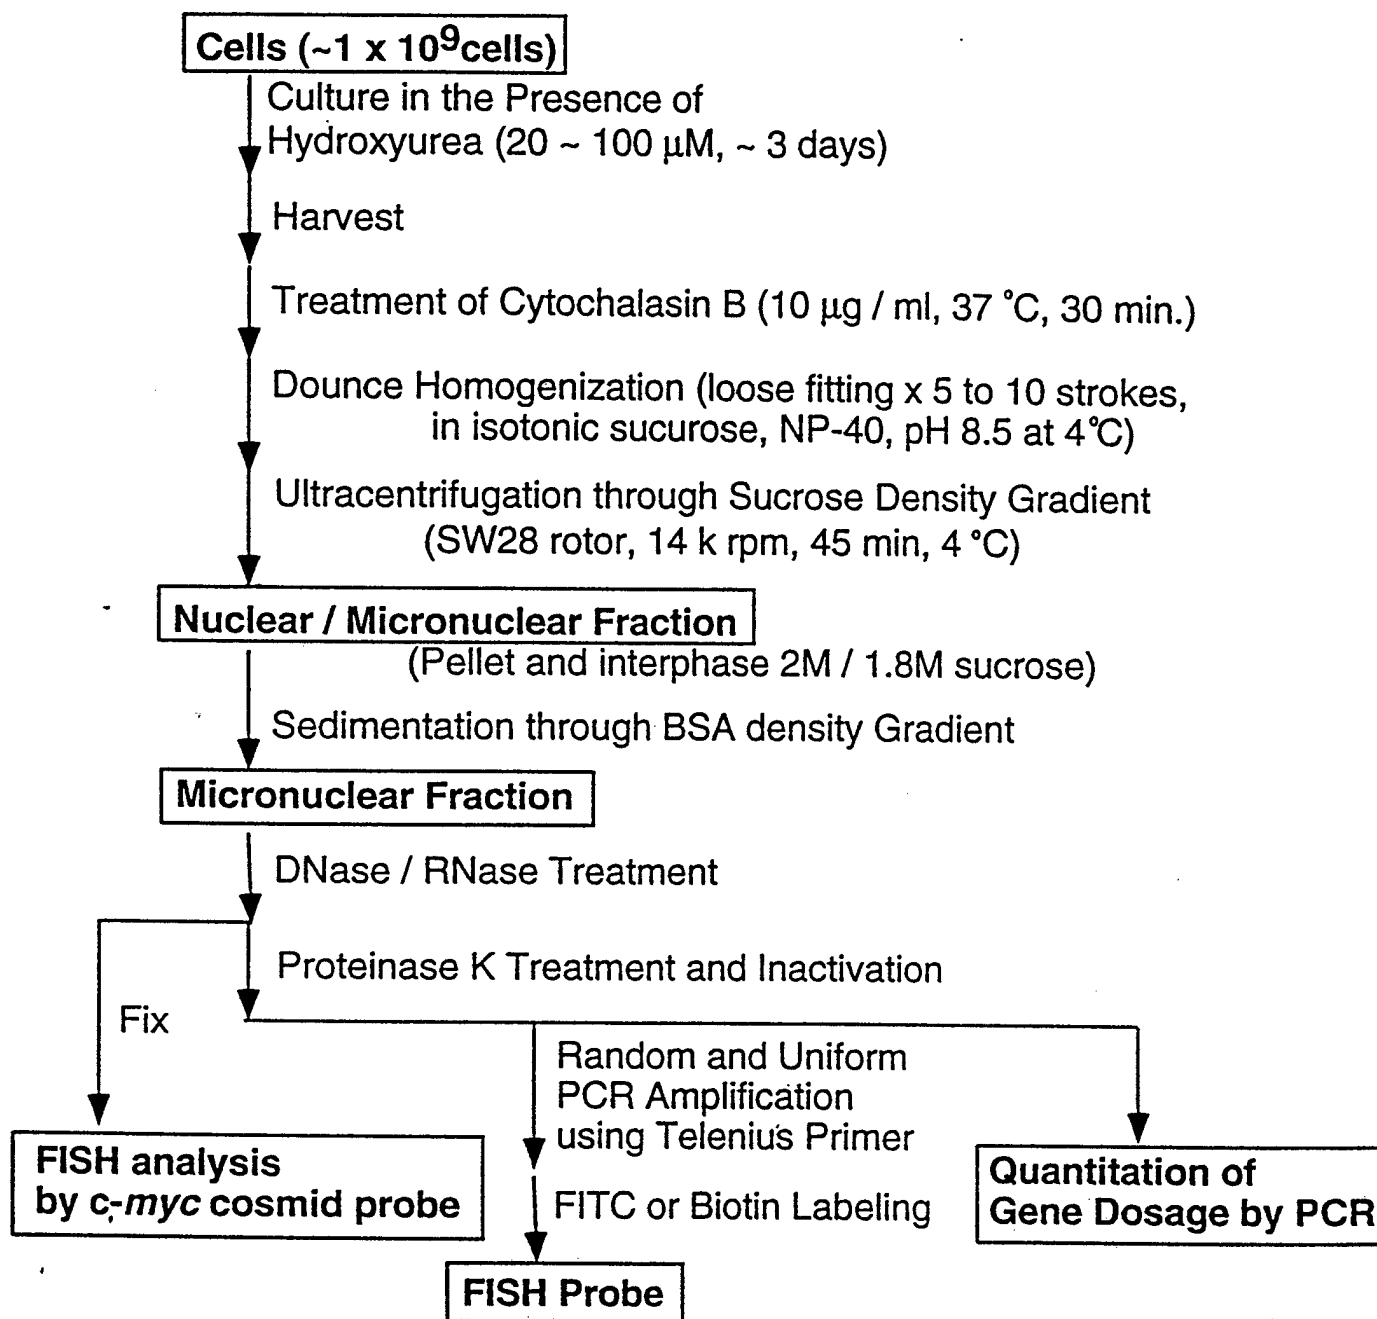 Cells (~1 x 10⁹cells)
Culture in the Presence of
Hydroxyurea (20 ~ 100 μM, ~ 3 days)
Harvest
Treatment of Cytochalasin B (10 μg / ml, 37 °C, 30 min.)
Dounce Homogenization (loose fitting x 5 to 10 strokes,
in isotonic sucurose, NP-40, pH 8.5 at 4°C)
Ultracentrifugation through Sucrose Density Gradient
(SW28 rotor, 14 k rpm, 45 min, 4 °C)
Nuclear / Micronuclear Fraction
(Pellet and interphase 2M / 1.8M sucrose)
Sedimentation through BSA density Gradient
Micronuclear Fraction
DNase / RNase Treatment
Proteinase K Treatment and Inactivation
Fix
Random and Uniform
PCR Amplification
using Telenius Primer
FISH analysis
by c-myc cosmid probe
FITC or Biotin Labeling
Quantitation of
Gene Dosage by PCR
FISH Probe